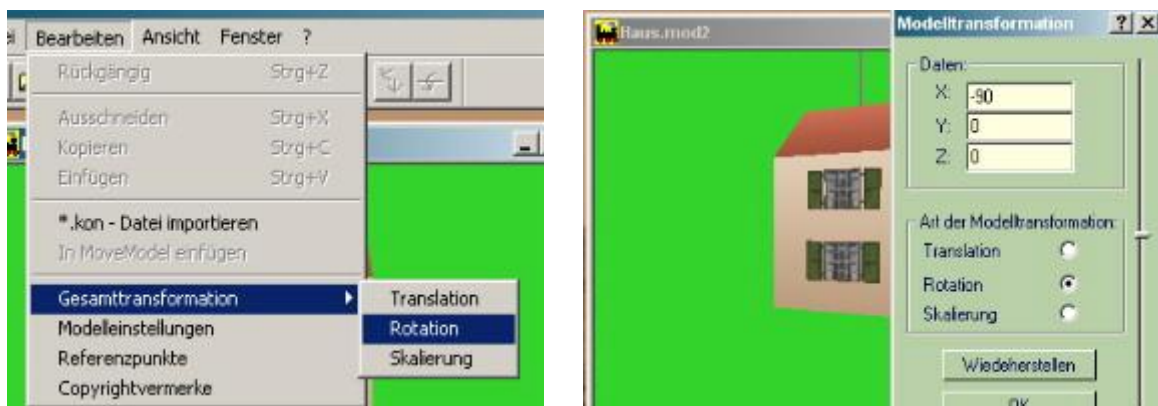 Bearbeiten Ansicht Fenster ?
Rückgängig Strg+Z
Ausschneiden Strg+X
Kopieren Strg+C
Einfügen Strg+V
*.kon - Datei importieren
In MoveModel einfügen
Gesamttransformation
Modelleinstellungen
Referenzpunkte
Copyrightvermerke
Translation
Rotation
Skalierung
Haus.mod2
Modelltransformation ? X
Daten:
X: -90
Y: 0
Z: 0
Art der Modelltransformation:
Translation
Rotation
Skalierung
Wiedeherstellen
OK